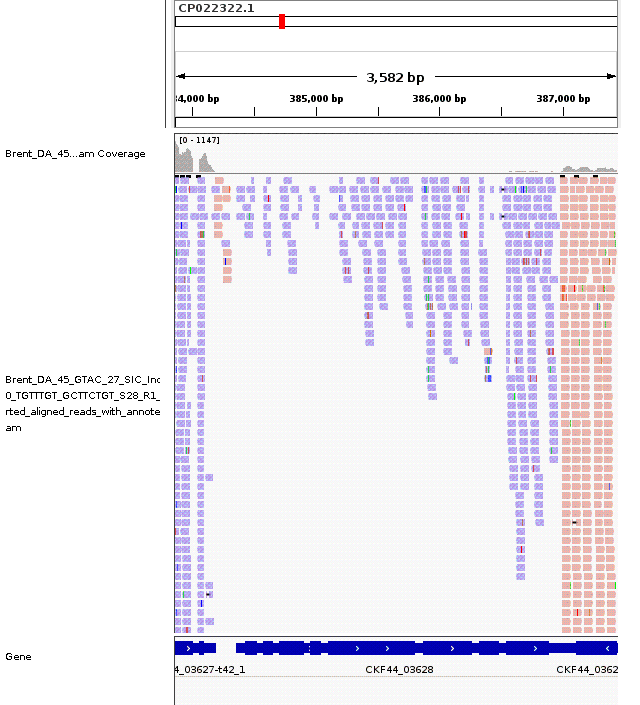 CP022322.1
3,582 bp
4,000 bp 385,000 bp 386,000 bp 387,000 bp
[0 - 1147]
Brent_DA_45...am Coverage
Brent_DA_45_GTAC_27_SIC_Inc
0_TGTTTGT_GCTTCTGT_S28_R1_
rted_aligned_reads_with_annote
am
Gene
4_03627-t42_1 CKF44_03628 CKF44_0362